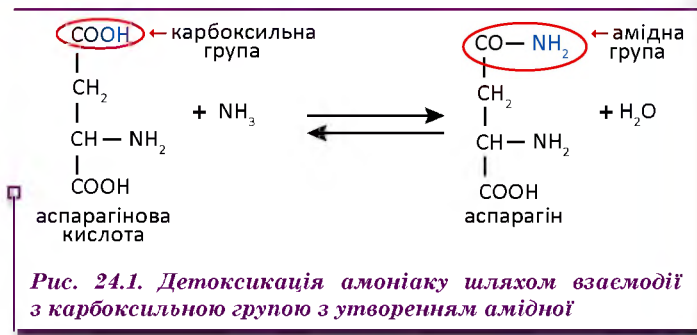 COOH ← карбоксильна група
CH₂
+ NH₃
CH — NH₂
COOH
аспарагінова
кислота
CO — NH₂ ← амідна група
CH₂
+ H₂O
CH — NH₂
COOH
аспарагін
Рис. 24.1. Детоксикація амоніаку шляхом взаємодії
з карбоксильною групою з утворенням амідної